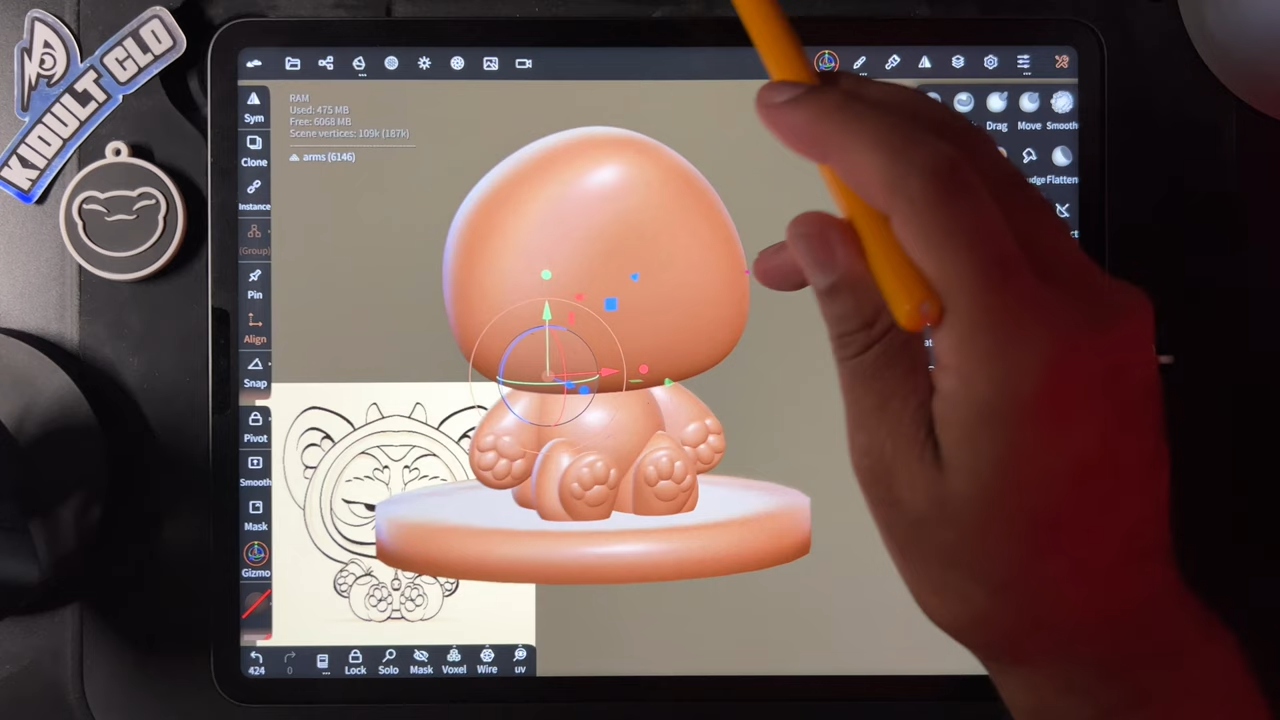 KIDULT CLO
RAM
Used: 475 MB
Free: 6068 MB
Scene vertices: 109k (187k)
arms (6146)
Sym
Clone
Instance
(Group)
Pin
Align
Snap
Pivot
Smooth
Mask
Gizmo
Drag
Move
Smooth
Flatten
424
0
Lock
Solo
Mask
Voxel
Wire
uv